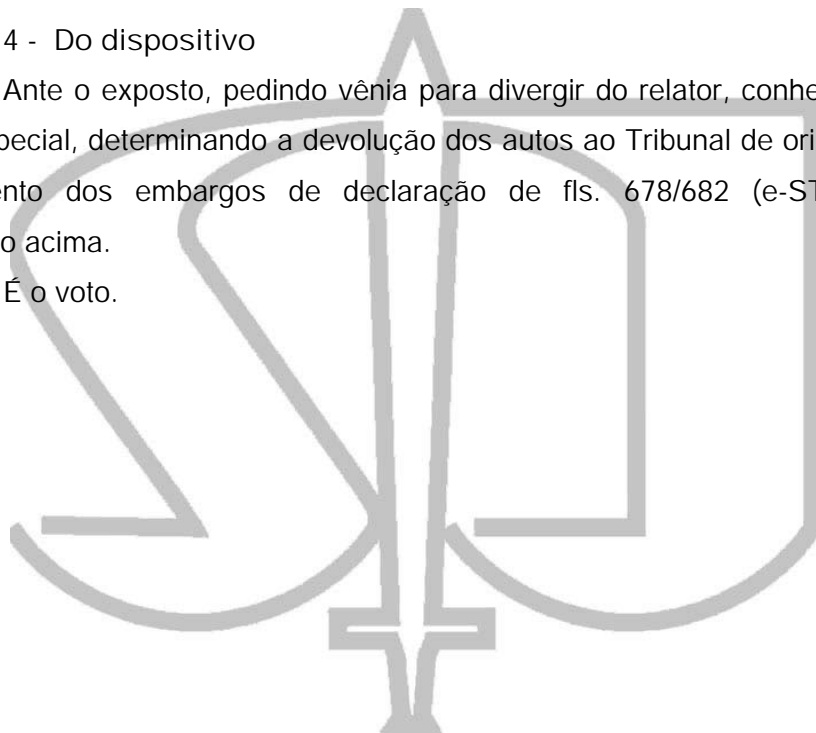 4 - Do dispositivo
Ante o exposto, pedindo vênia para divergir do relator, conhe
pecial, determinando a devolução dos autos ao Tribunal de ori
ento dos embargos de declaração de fls. 678/682 (e-ST
o acima.
É o voto.